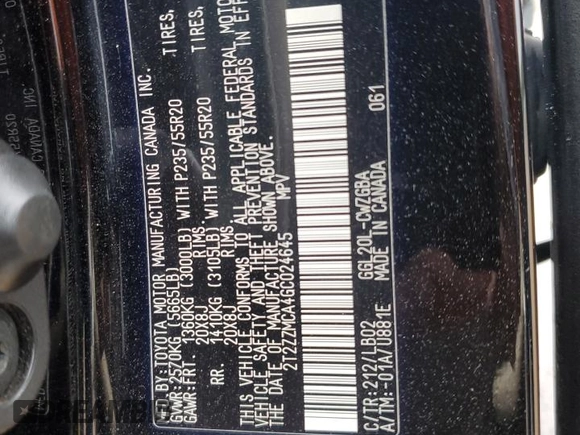 MFD BY:TOYOTA MOTOR MANUFACTURING CANADA INC.
GVWR:2570KG (5665LB)
GAWR:FRT. 1360KG (3000LB) WITH P235/55R20 TIRES,
20X8J RIMS
RR. 1410KG (3105LB) WITH P235/55R20 TIRES,
20X8J RIMS
THIS VEHICLE CONFORMS TO ALL APPLICABLE FEDERAL MOTOR
VEHICLE SAFETY AND THEFT PREVENTION STANDARDS IN EFF
THE DATE OF MANUFACTURE SHOWN ABOVE.
2T2ZZMCA4GC024645 MPV
C/TR:212/LB02 GGL20L-CWZGBA
A/TM:-01A/U881E MADE IN CANADA 061